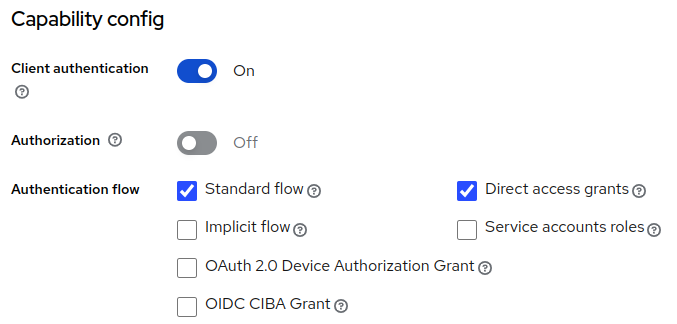 Capability config
Client authentication On
Authorization Off
Authentication flow Standard flow Direct access grants
Implicit flow Service accounts roles
OAuth 2.0 Device Authorization Grant
OIDC CIBA Grant